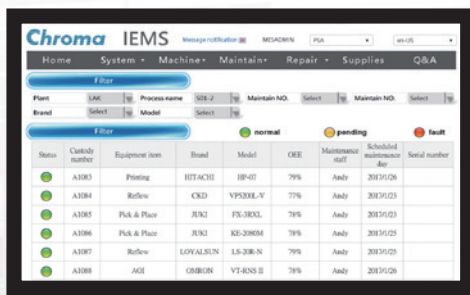 Chroma IEMS Message notification MESADMIN PSA en-US
Home System Machine Maintain Repair Supplies Q&A
Filter
Plant LAK Process name S01-2 Maintain NO. Select Maintain NO. Select
Brand Select Model Select
Filter normal pending fault
Status Custody number Equipment item Brand Model OEE Maintenance staff Scheduled maintenance day Serial number
A1083 Printing HITACHI HP-07 79% Andy 2013/1/26
A1084 Reflow CKD VP5200L-V 77% Andy 2013/1/23
A1085 Pick & Place JUKI FX-3RXL 78% Andy 2013/1/23
A1086 Pick & Place JUKI KE-2080M 78% Andy 2013/1/25
A1087 Reflow LOYALSUN LS-20R-N 79% Andy 2013/1/25
A1088 AOI OMRON VT-RNS II 78% Andy 2013/1/26